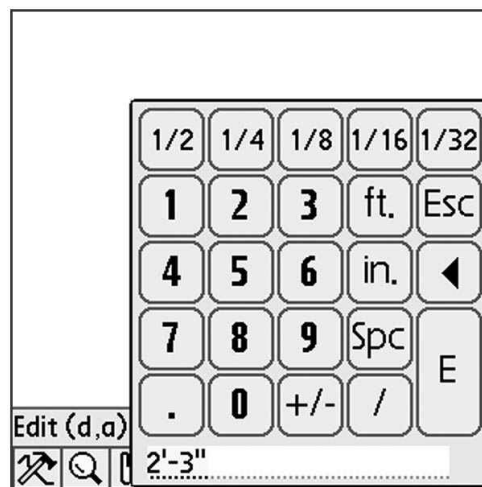 1/2 1/4 1/8 1/16 1/32
1 2 3 ft. Esc
4 5 6 in. ◀
7 8 9 Spc E
. 0 +/- /
Edit (d,a)
2'-3"